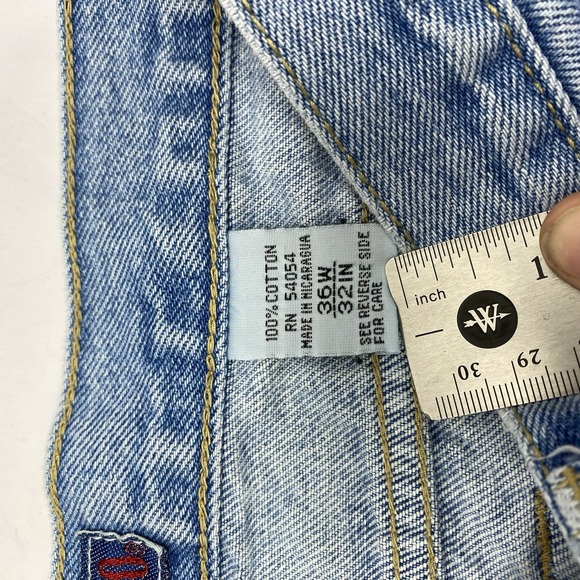 100% COTTON
RN 54054
MADE IN NICARAGUA
36W
32IN
SEE REVERSE SIDE
FOR CARE
inch
1
W
30
29